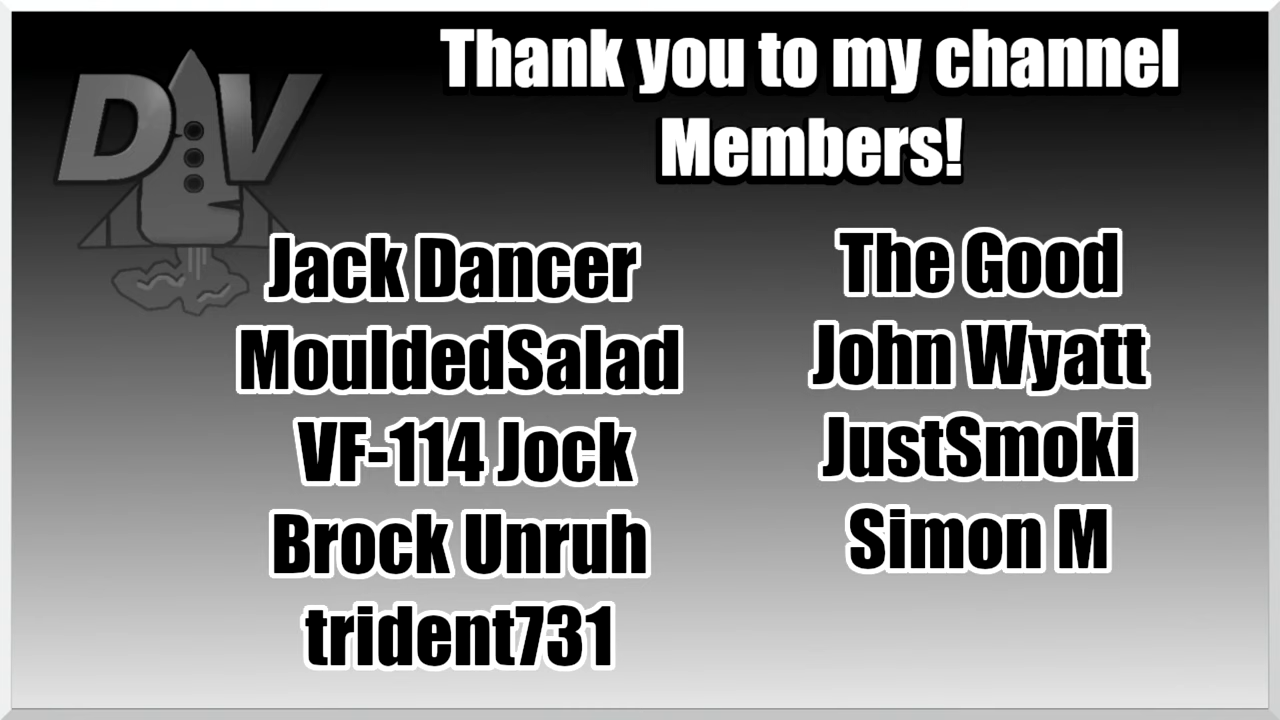 DV
Thank you to my channel
Members!
Jack Dancer
MouldedSalad
VF-114 Jock
Brock Unruh
trident731
The Good
John Wyatt
JustSmoki
Simon M